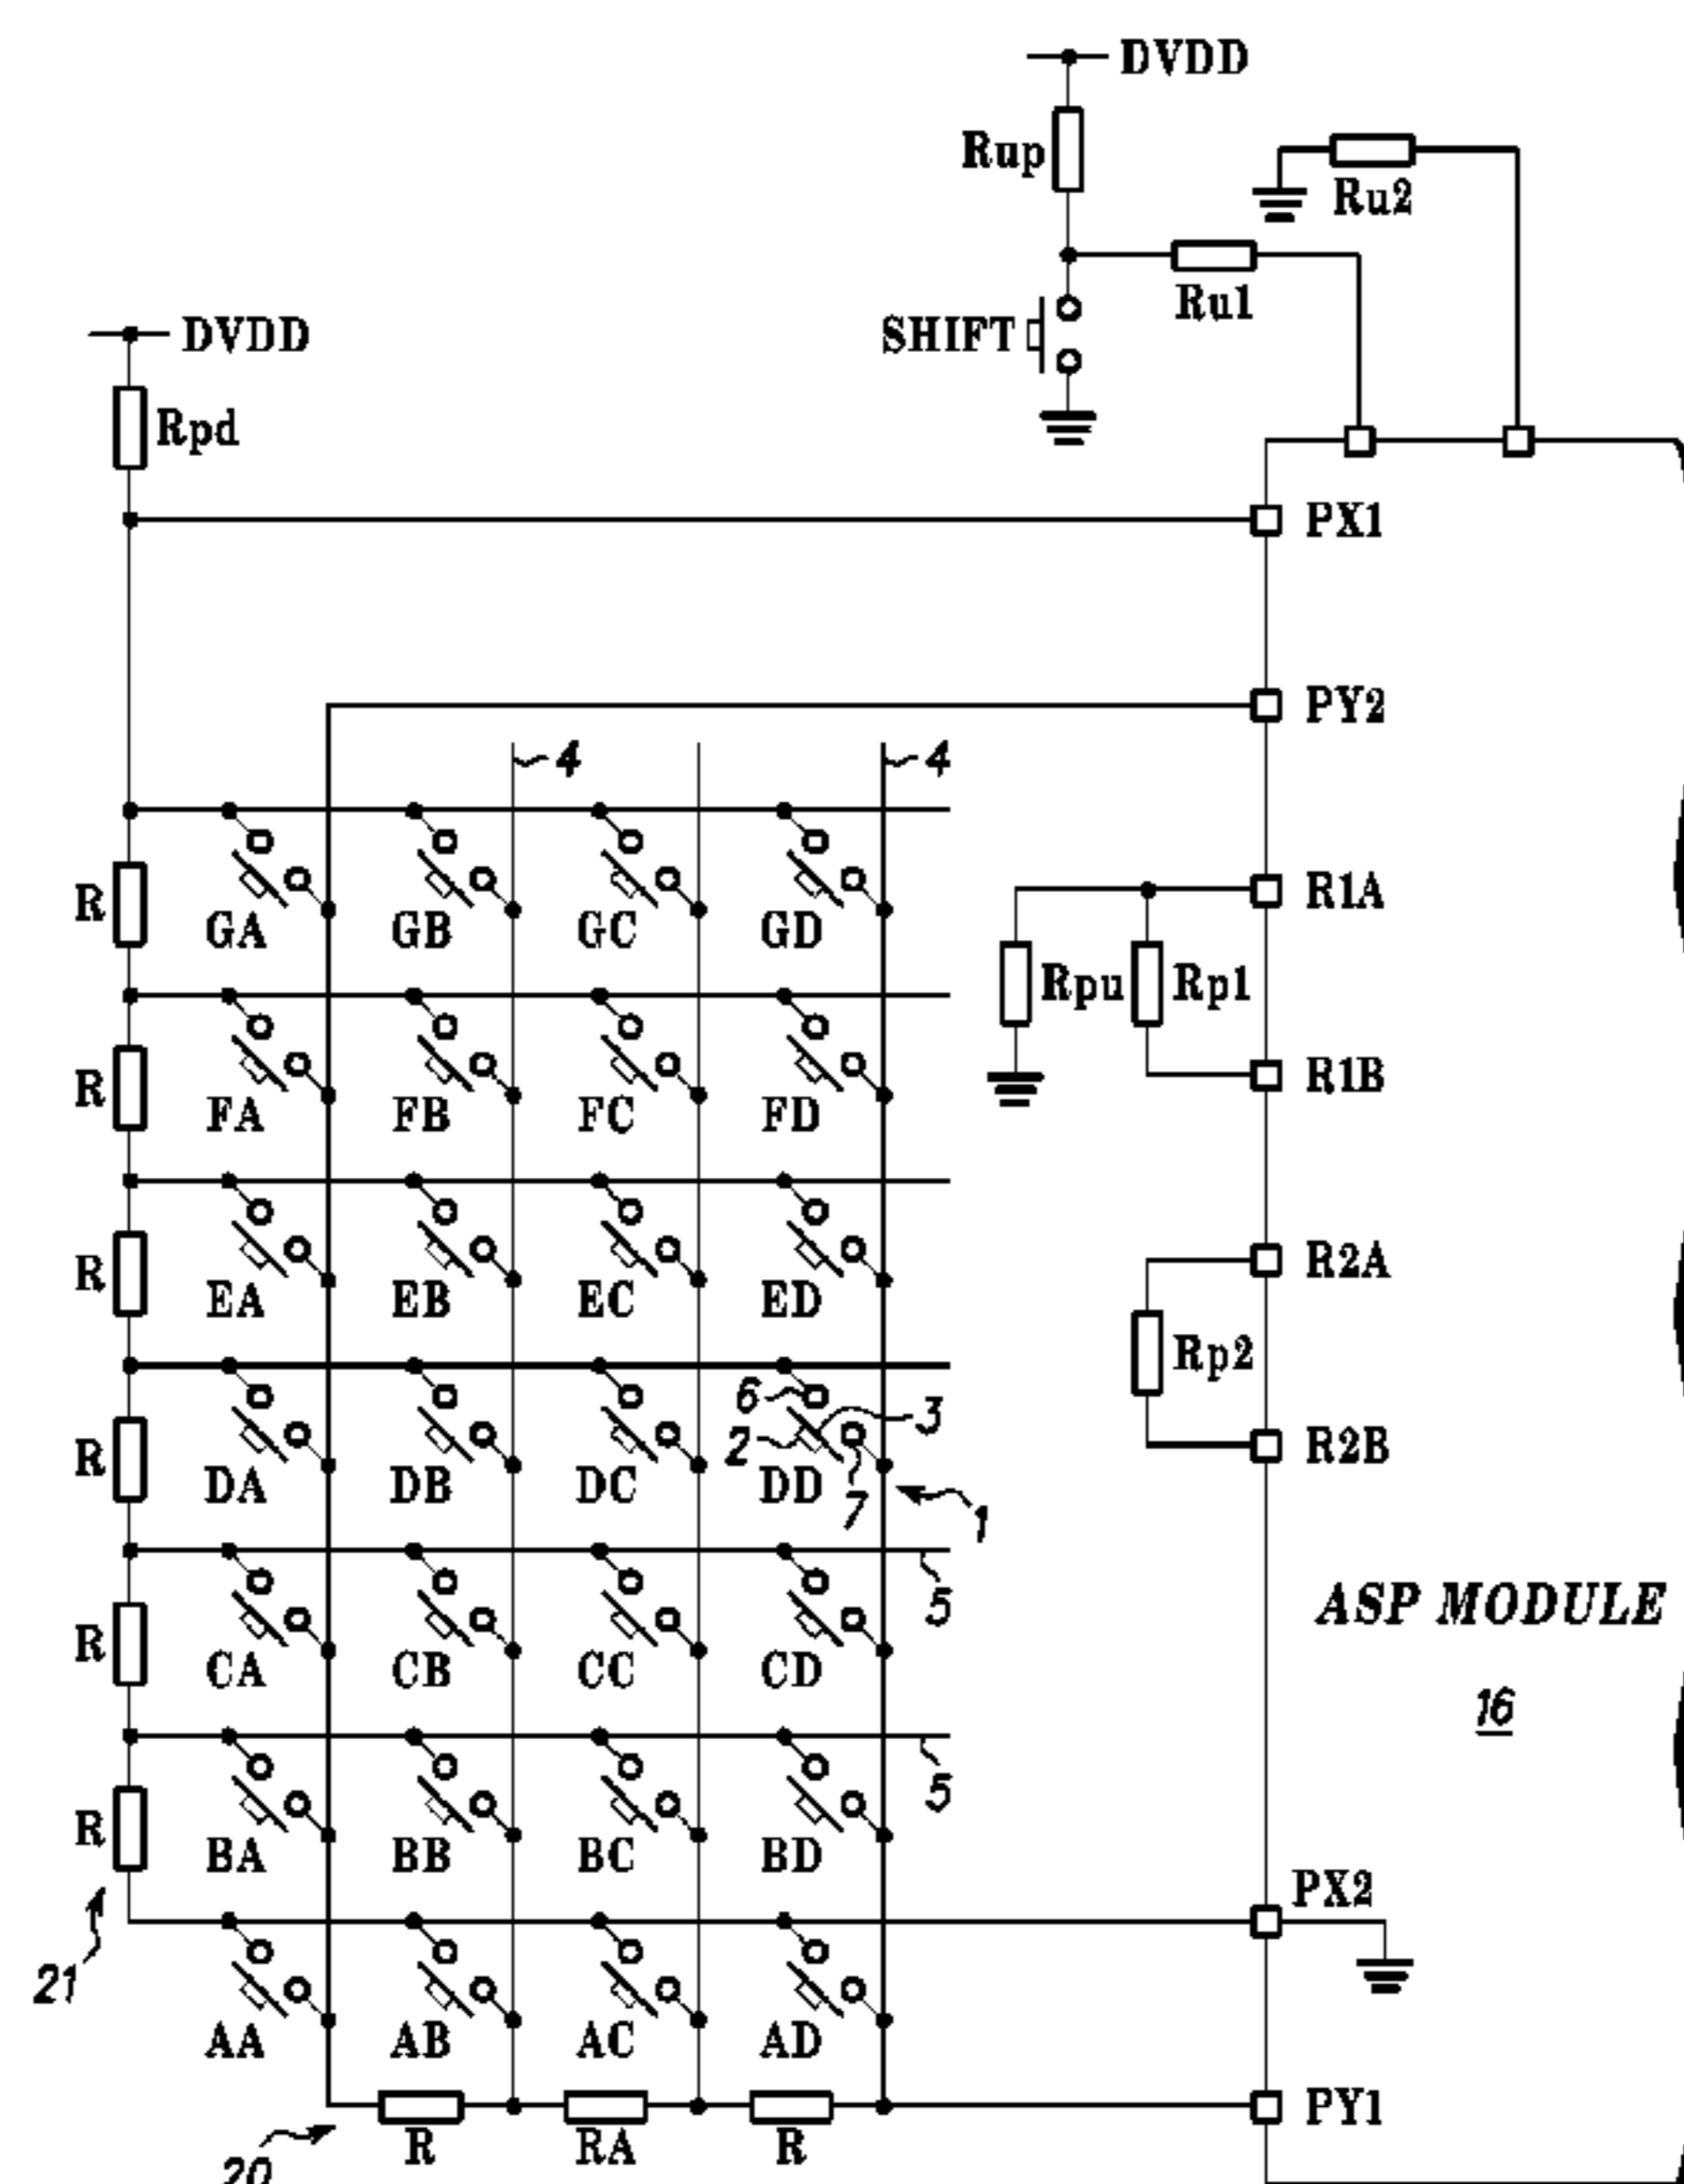 DVDD
Rup
Ru2
Ru1
SHIFT
DVDD
Rpd
PX1
PY2
4 4
R GA GB GC GD
R1A
Rpu Rp1
R FA FB FC FD
R1B
R EA EB EC ED
R2A
Rp2
6 3
2
R DA DB DC DD
7 1
R2B
5
ASP MODULE
R CA CB CC CD
16
5
R BA BB BC BD
PX2
21
AA AB AC AD
PY1
R RA R
20